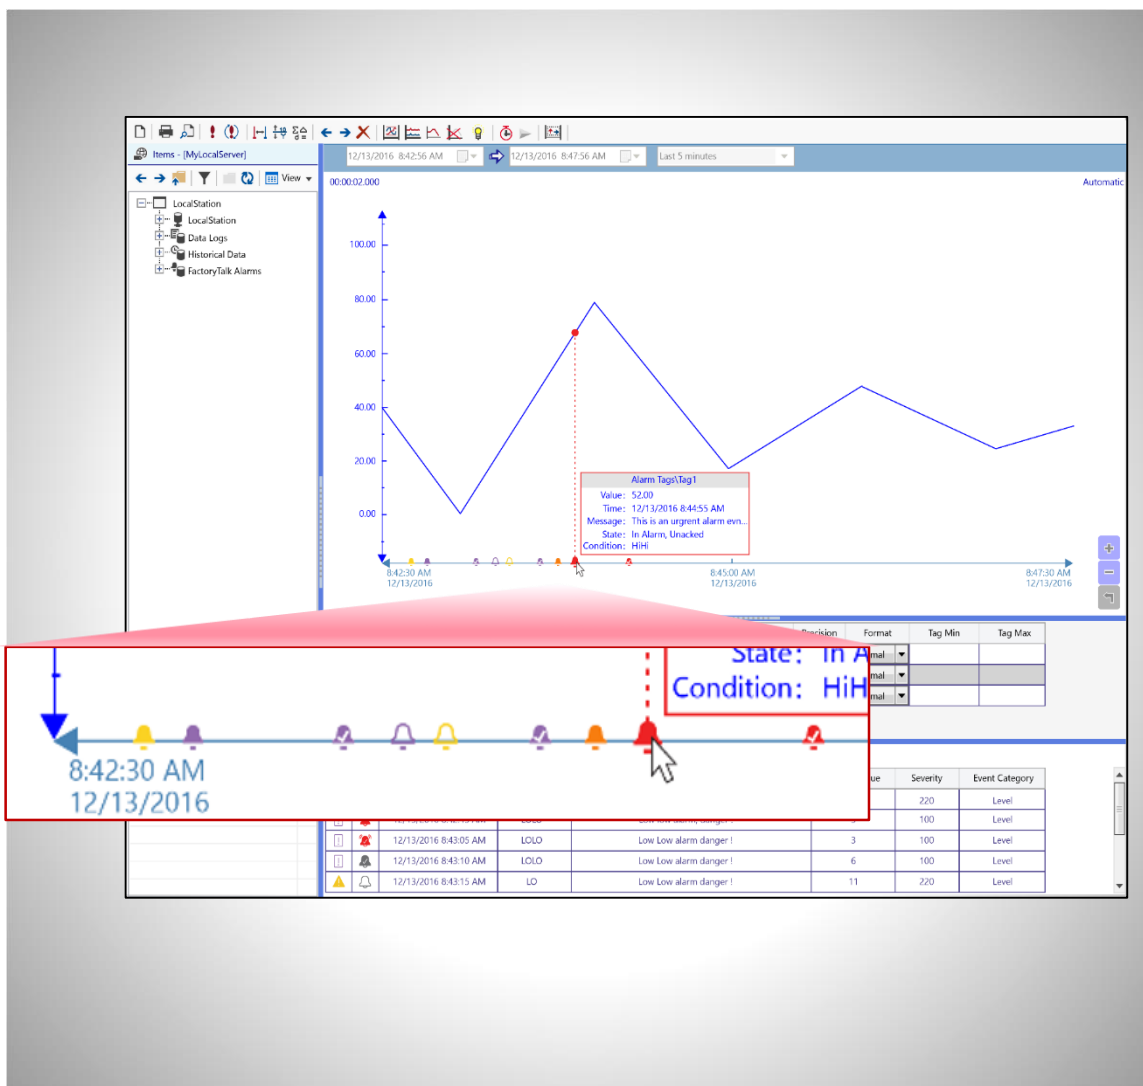 Items - [MyLocalServer]
12/13/2016 8:42:56 AM
12/13/2016 8:47:56 AM
Last 5 minutes
View
00:00:02.000
Automatic
LocalStation
LocalStation
Data Logs
Historical Data
FactoryTalk Alarms
100.00
80.00
60.00
40.00
20.00
0.00
Alarm Tags\Tag1
Value: 52.00
Time: 12/13/2016 8:44:55 AM
Message: This is an urgrent alarm evn...
State: In Alarm, Unacked
Condition: HiHi
8:42:30 AM
12/13/2016
8:45:00 AM
12/13/2016
8:47:30 AM
12/13/2016
Format Tag Min Tag Max
State: In A
Condition: HiH
8:42:30 AM
12/13/2016
Severity Event Category
220 Level
100 Level
12/13/2016 8:43:05 AM LOLO Low Low alarm danger ! 3 100 Level
12/13/2016 8:43:10 AM LOLO Low Low alarm danger ! 6 100 Level
12/13/2016 8:43:15 AM LO Low Low alarm danger ! 11 220 Level